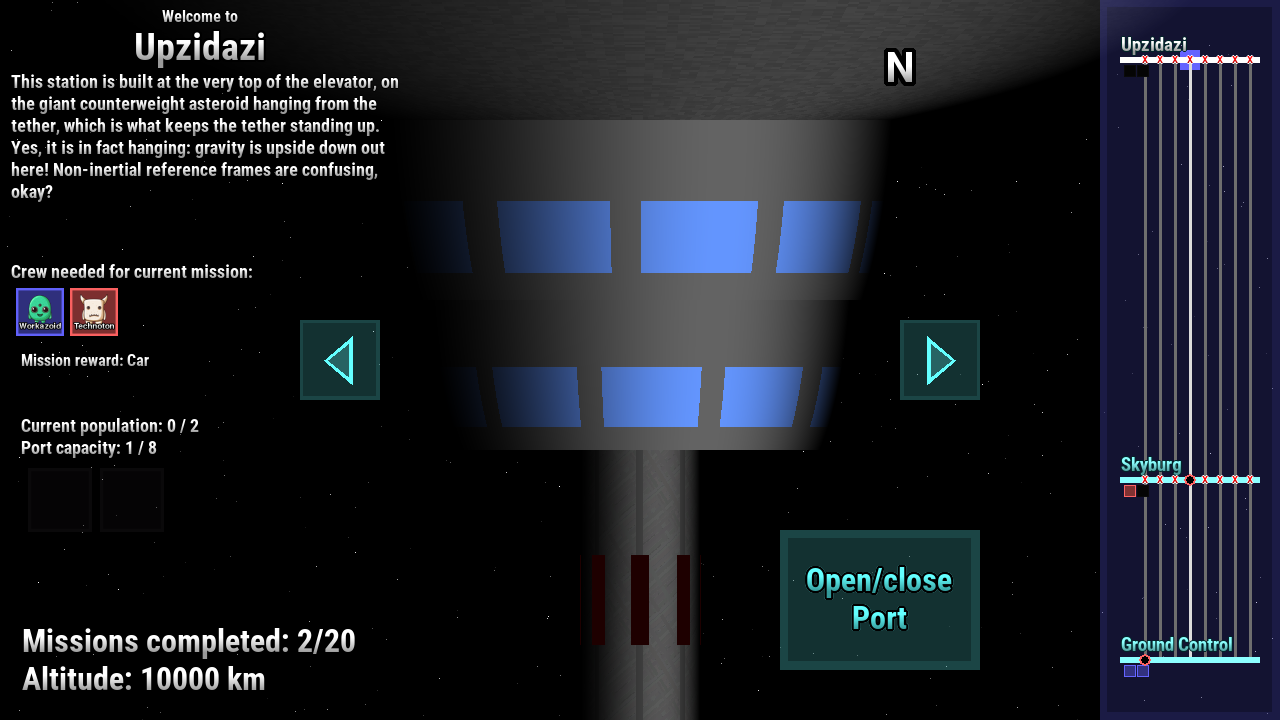 Welcome to
Upzidazi
This station is built at the very top of the elevator, on
the giant counterweight asteroid hanging from the
tether, which is what keeps the tether standing up.
Yes, it is in fact hanging: gravity is upside down out
here! Non-inertial reference frames are confusing,
okay?
N
Crew needed for current mission:
Workazoid
Technoton
Mission reward: Car
Current population: 0 / 2
Port capacity: 1 / 8
Open/close
Port
Missions completed: 2/20
Altitude: 10000 km
Upzidazi
X X X X X X X X
Skyburg
X X X X X X X
Ground Control